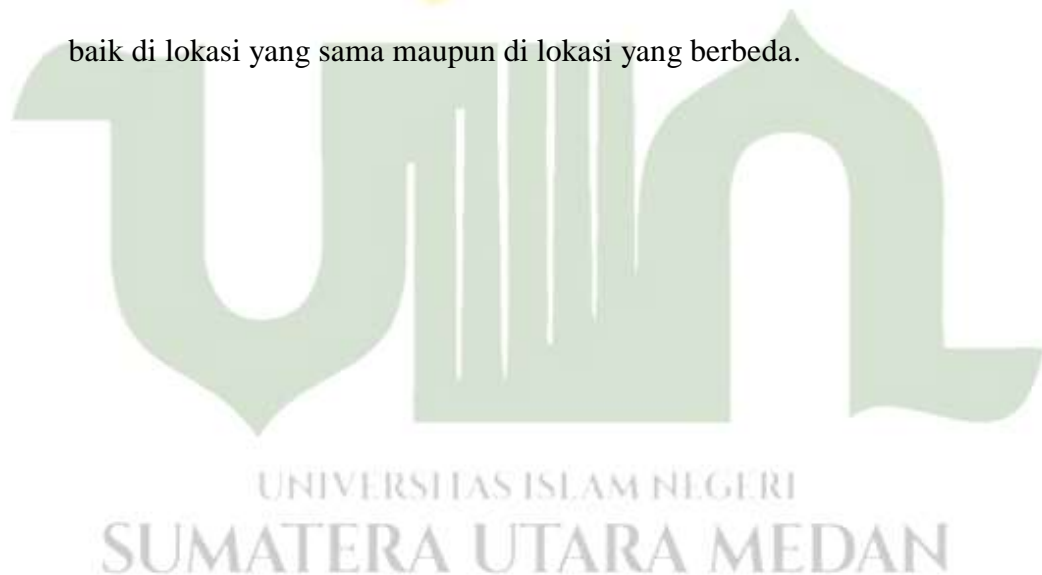 baik di lokasi yang sama maupun di lokasi yang berbeda.
UNIVERSITAS ISLAM NEGERI
SUMATERA UTARA MEDAN